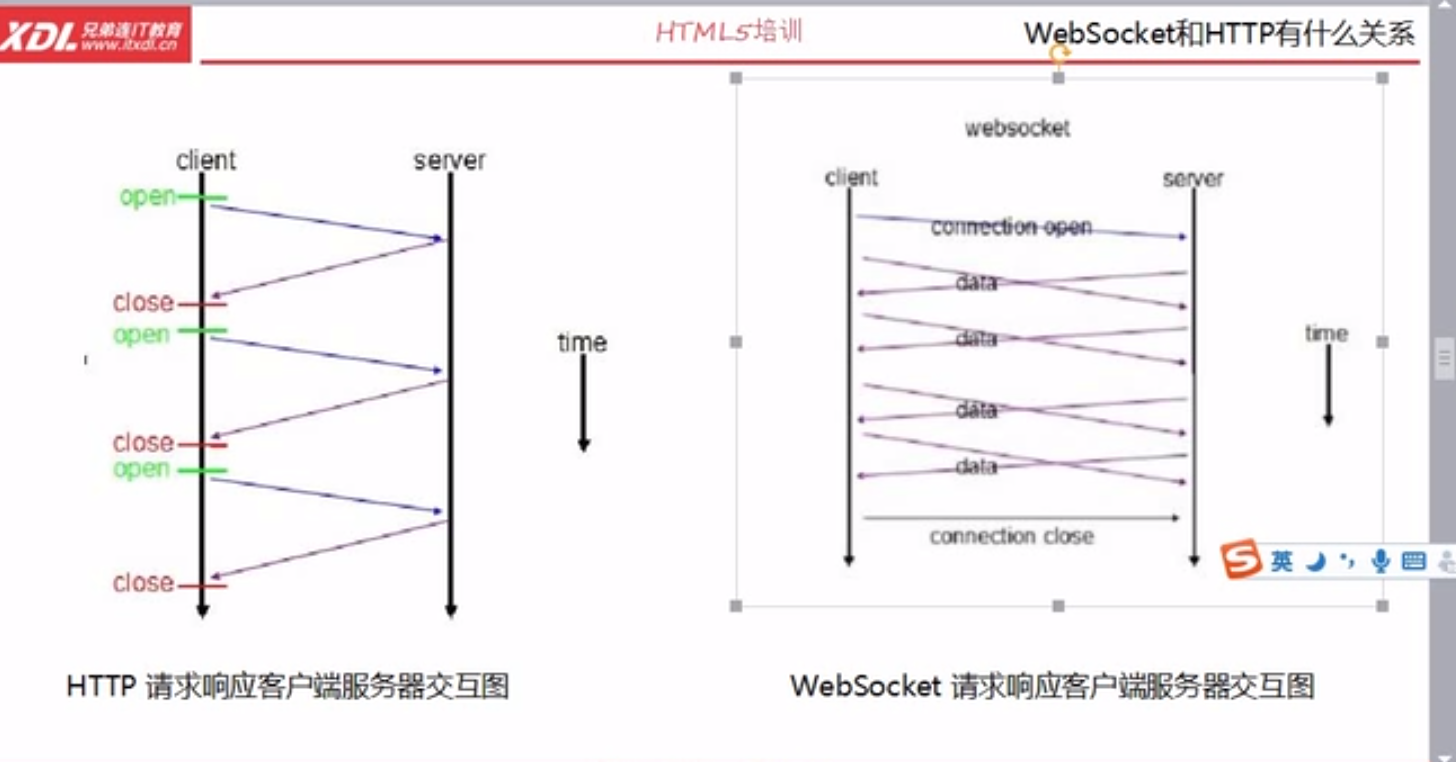 XDL 兄弟连IT教育
www.itxdl.cn
HTML5培训
WebSocket和HTTP有什么关系
client
server
open
close
open
close
open
close
time
HTTP 请求响应客户端服务器交互图
websocket
client
server
connection open
data
data
data
data
connection close
time
WebSocket 请求响应客户端服务器交互图
S 英